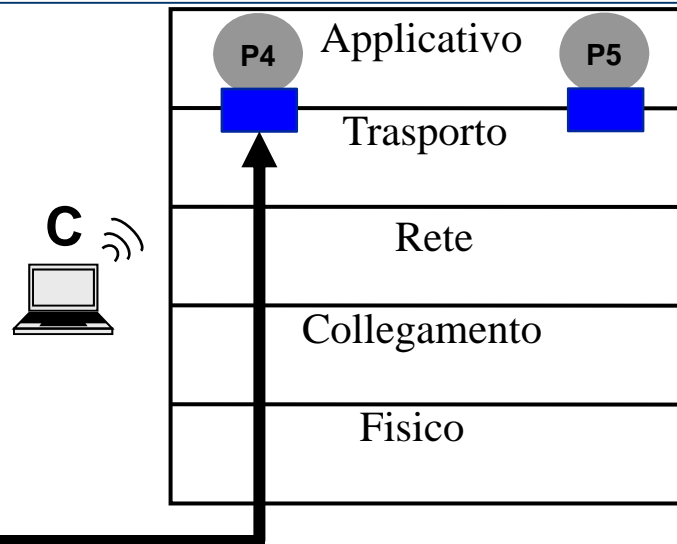 P4 Applicativo P5
Trasporto
C
Rete
Collegamento
Fisico